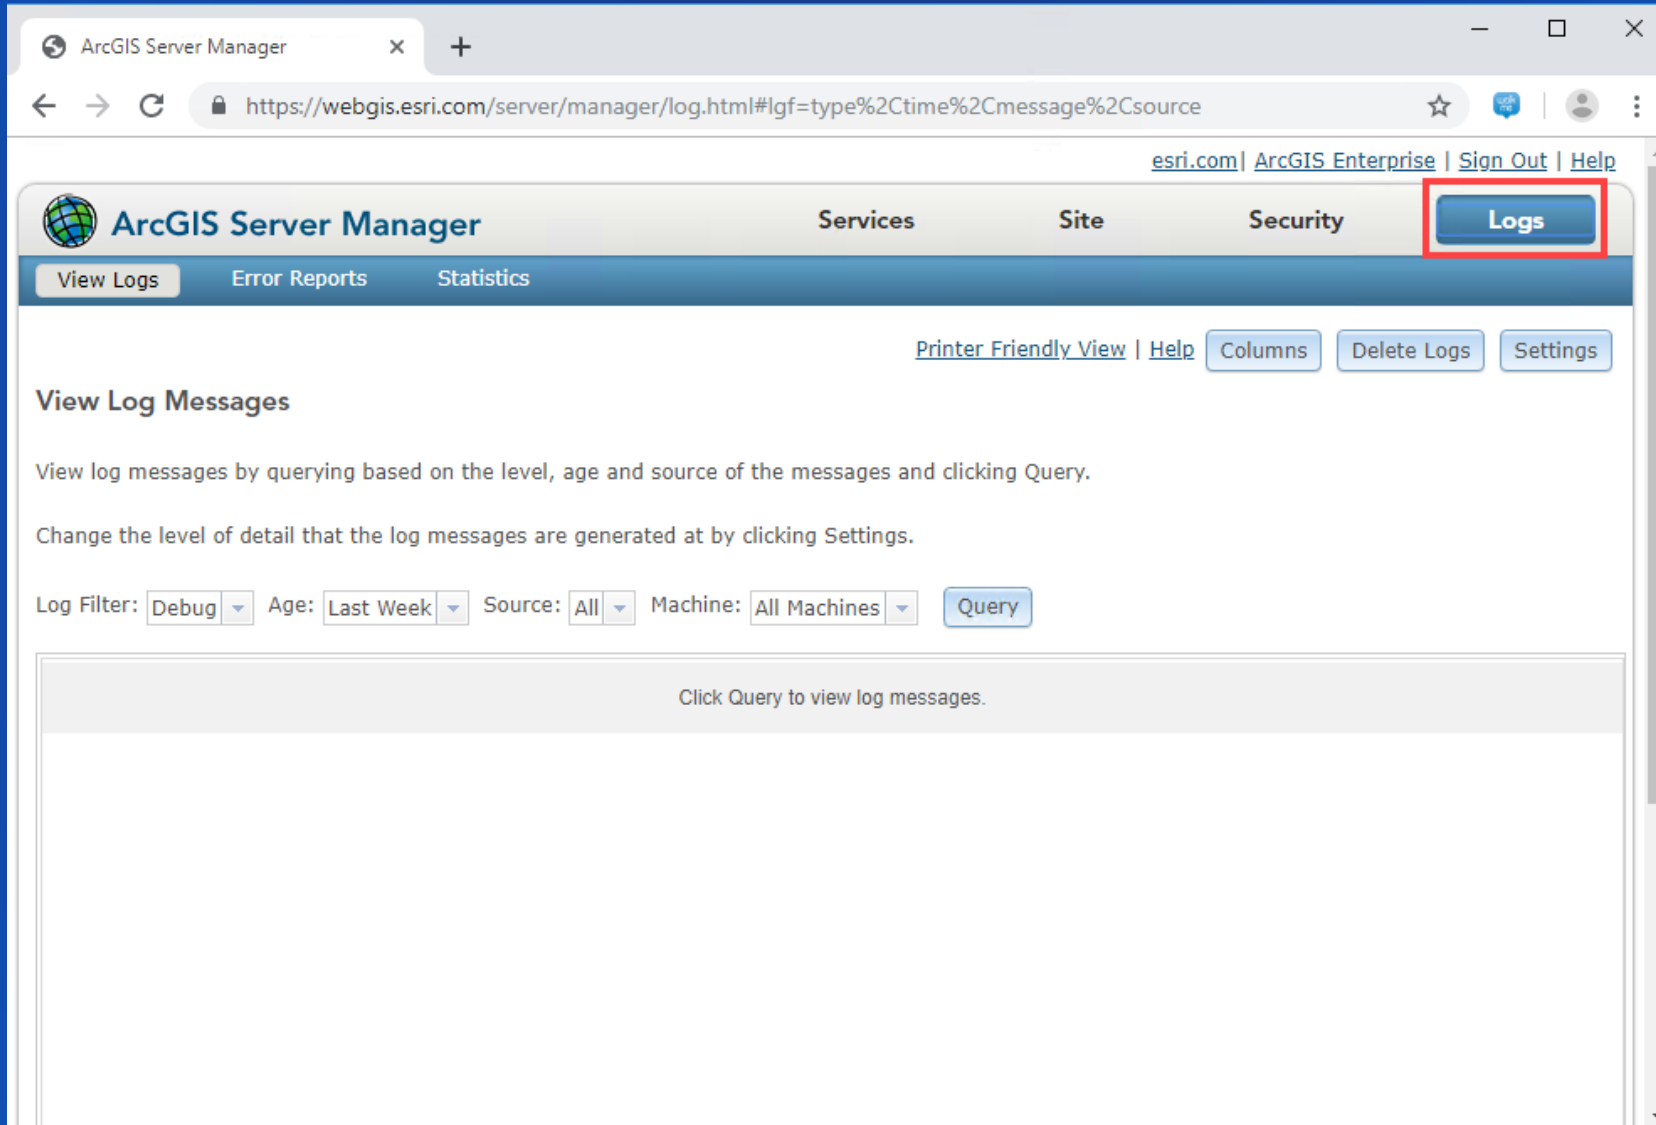 ArcGIS Server Manager
https://webgis.esri.com/server/manager/log.html#lgf=type%2Ctime%2Cmessage%2Csource
esri.com| ArcGIS Enterprise | Sign Out | Help
ArcGIS Server Manager Services Site Security Logs
View Logs Error Reports Statistics
Printer Friendly View | Help Columns Delete Logs Settings
View Log Messages
View log messages by querying based on the level, age and source of the messages and clicking Query.
Change the level of detail that the log messages are generated at by clicking Settings.
Log Filter: Debug Age: Last Week Source: All Machine: All Machines Query
Click Query to view log messages.